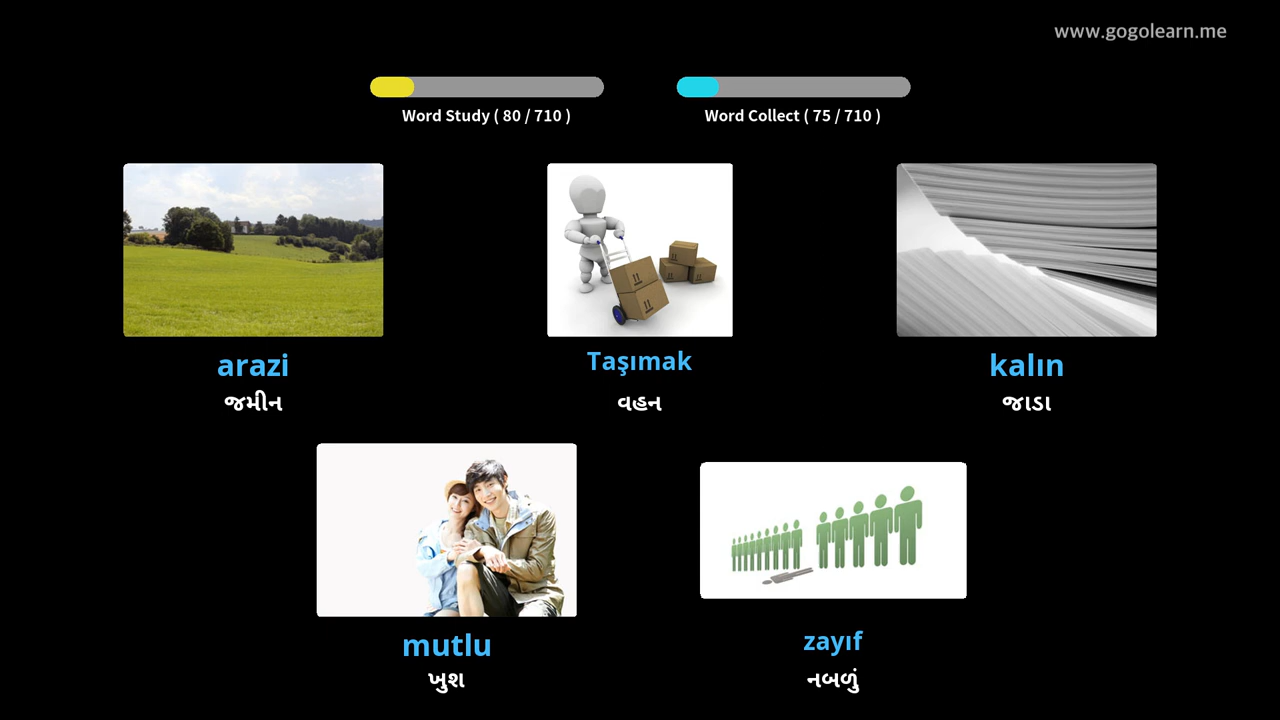 www.gogolearn.me
Word Study ( 80 / 710 )
Word Collect ( 75 / 710 )
arazi
જમીન
Taşımak
વહન
kalın
જાડા
mutlu
ખુશ
zayıf
નબળું